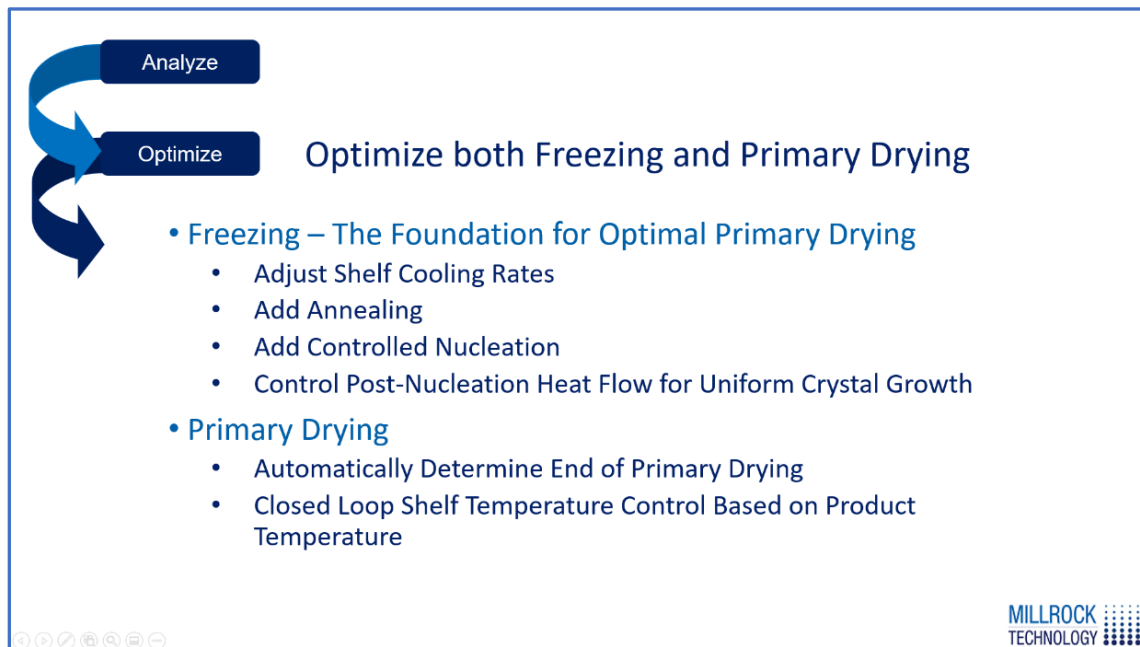 Analyze
Optimize
Optimize both Freezing and Primary Drying
• Freezing – The Foundation for Optimal Primary Drying
• Adjust Shelf Cooling Rates
• Add Annealing
• Add Controlled Nucleation
• Control Post-Nucleation Heat Flow for Uniform Crystal Growth
• Primary Drying
• Automatically Determine End of Primary Drying
• Closed Loop Shelf Temperature Control Based on Product
Temperature
MILLROCK
TECHNOLOGY